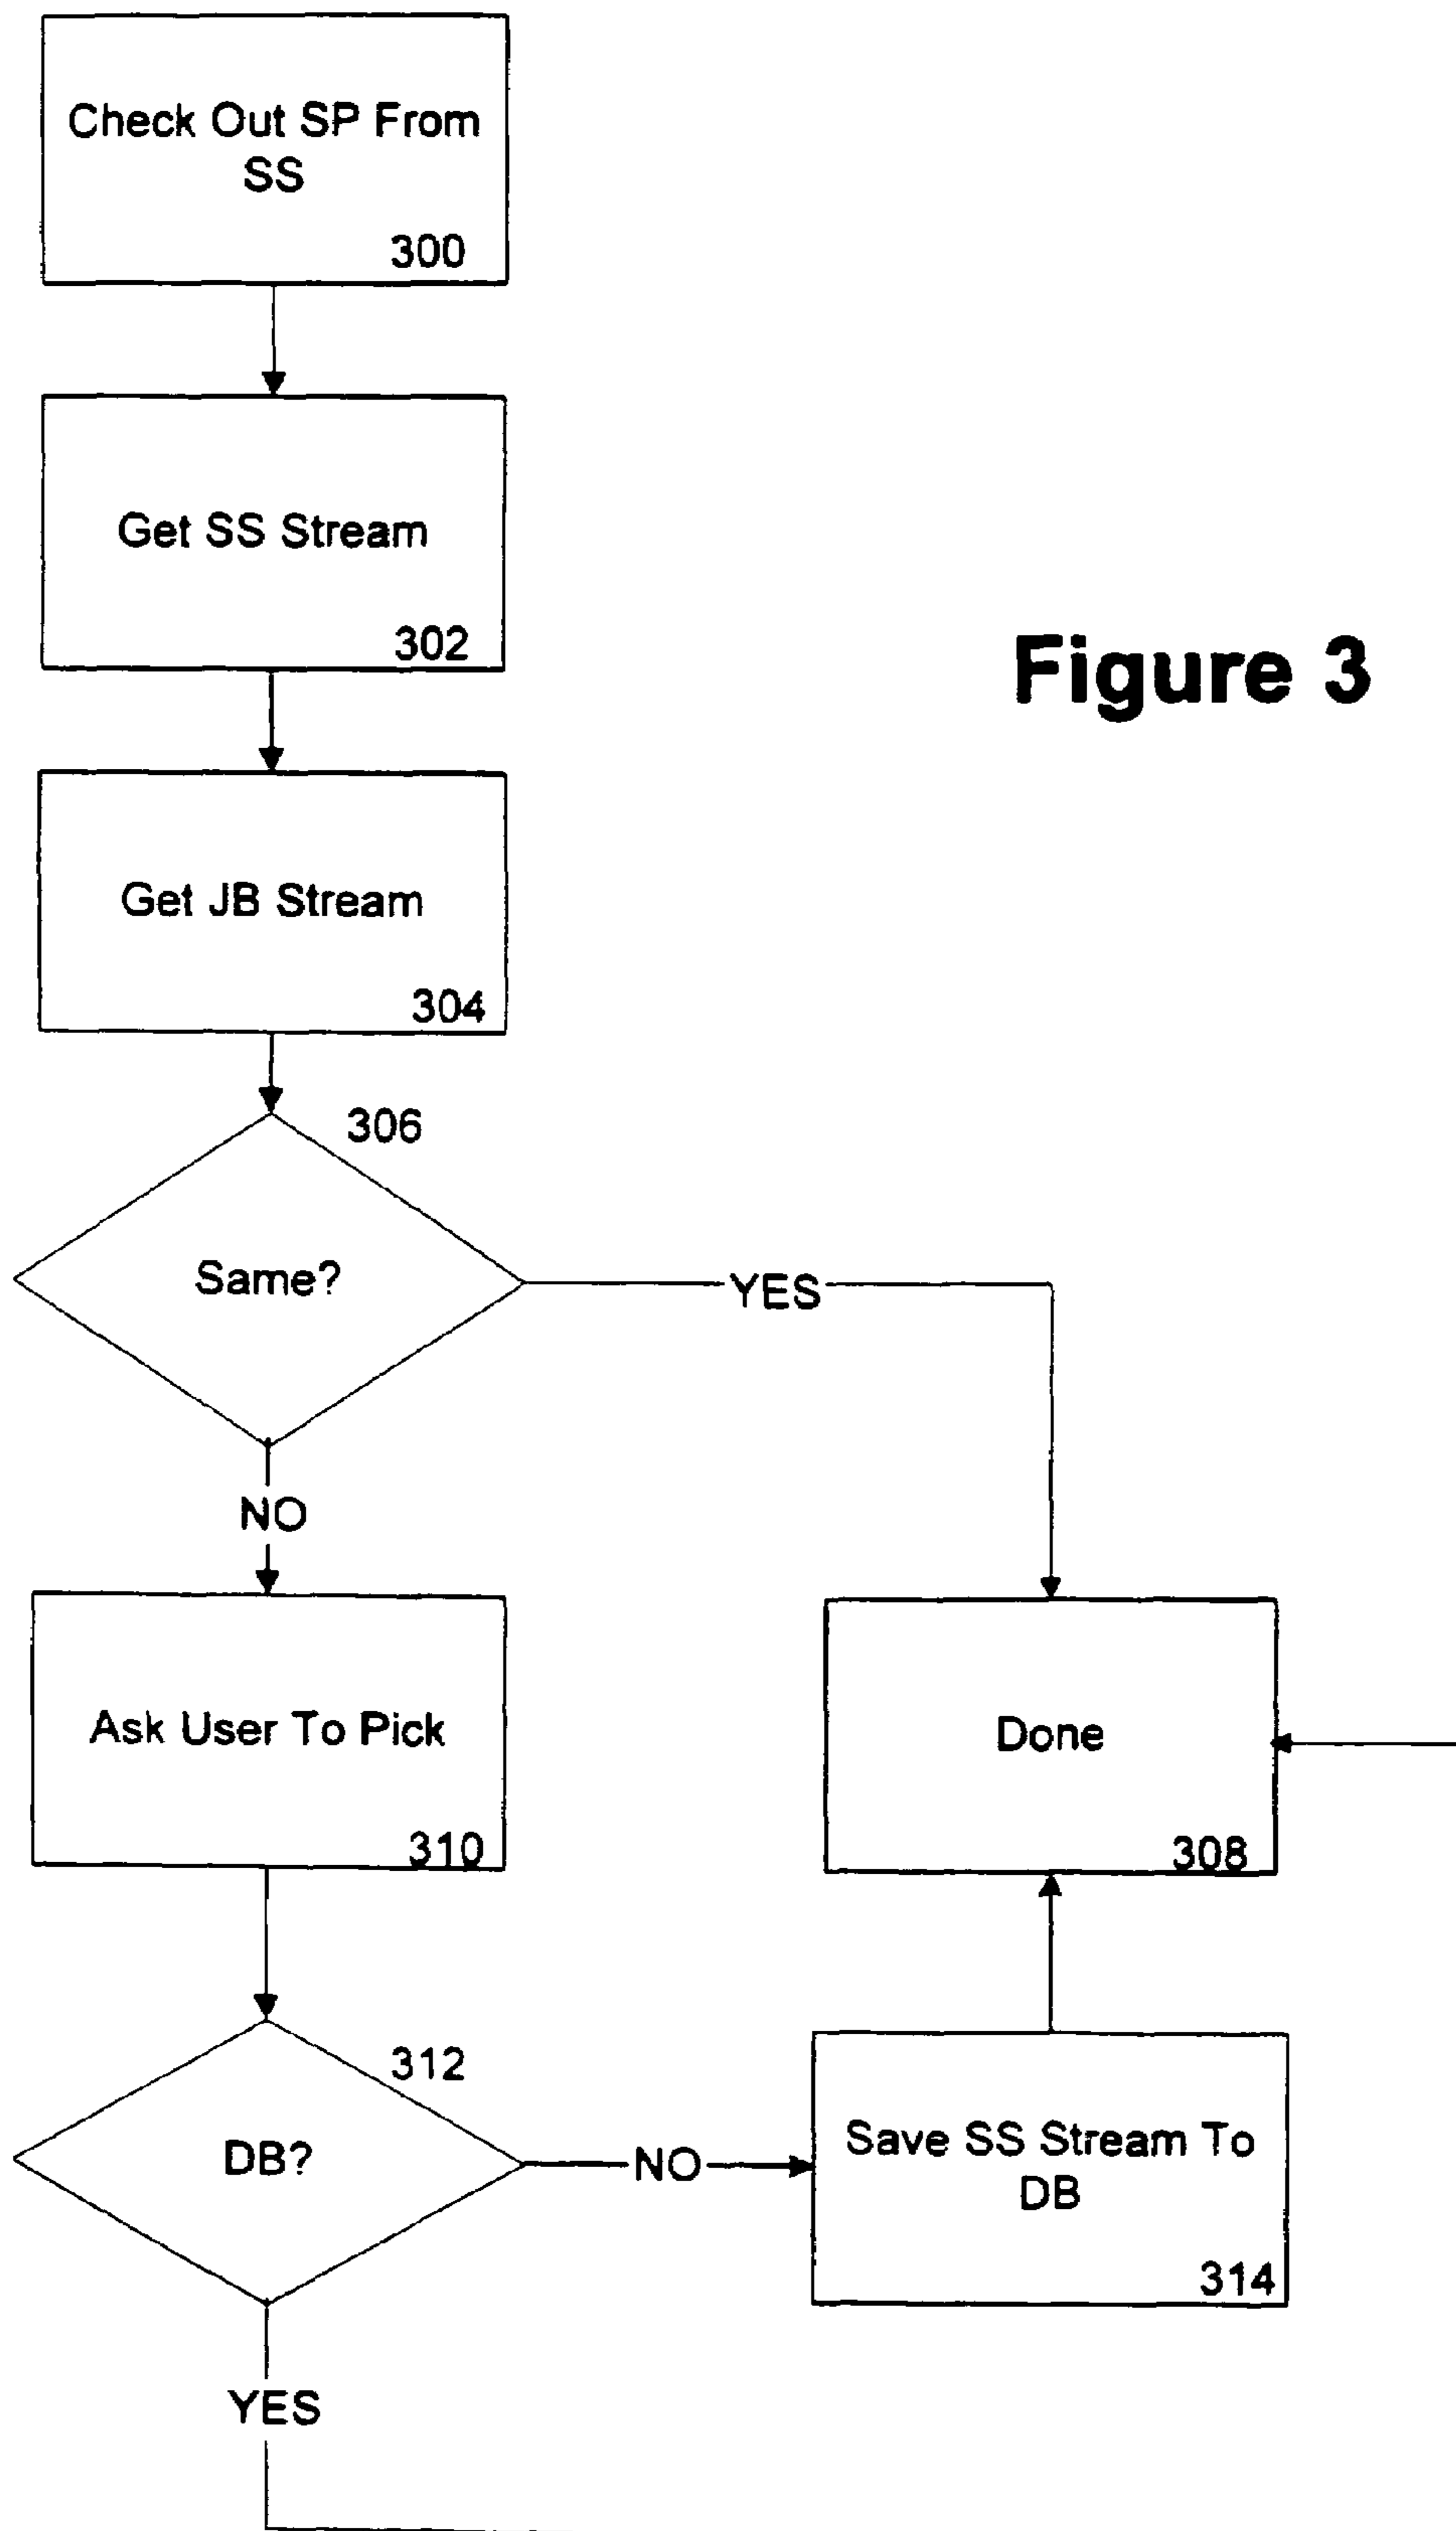 Check Out SP From
SS
300
Get SS Stream
302
Figure 3
Get JB Stream
304
306
Same?
YES
NO
Ask User To Pick
310
Done
308
312
DB?
NO
Save SS Stream To
DB
314
YES